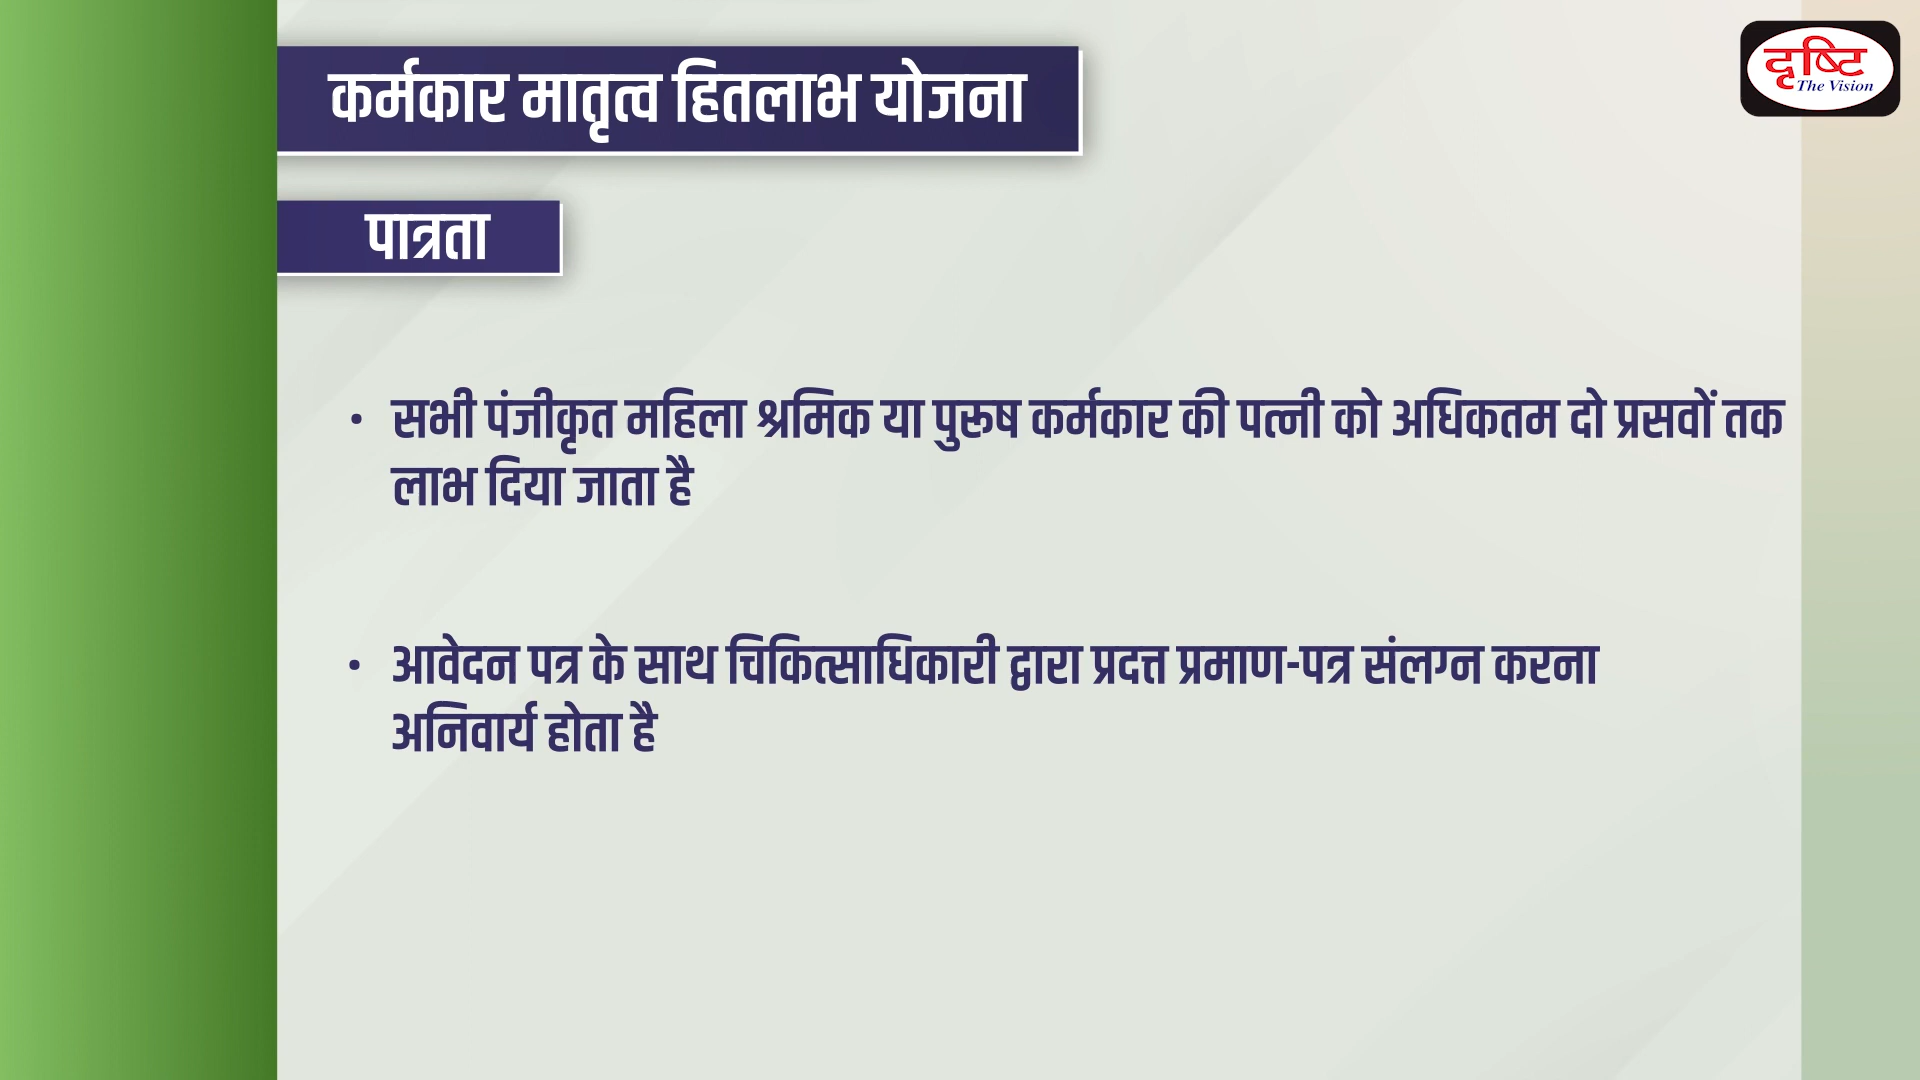 कर्मकार मातृत्व हितलाभ योजना
दृष्टि
The Vision
पात्रता
• सभी पंजीकृत महिला श्रमिक या पुरूष कर्मकार की पत्नी को अधिकतम दो प्रसवों तक
लाभ दिया जाता है
• आवेदन पत्र के साथ चिकित्साधिकारी द्वारा प्रदत्त प्रमाण-पत्र संलग्न करना
अनिवार्य होता है